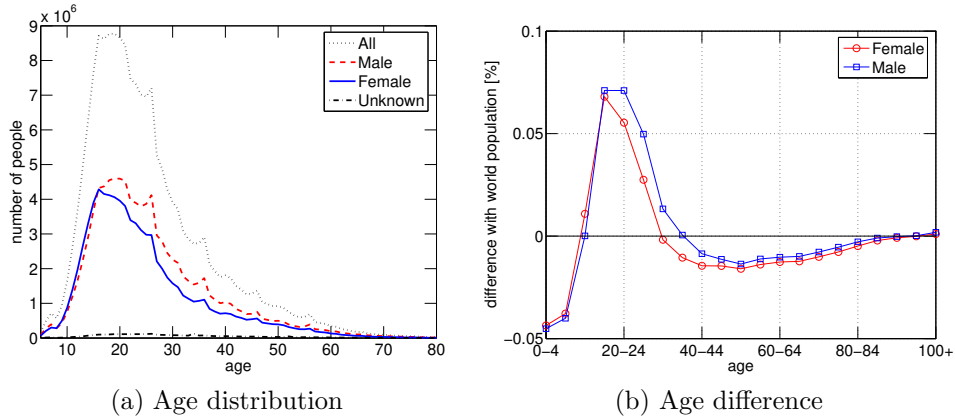 x 10^6
9
8
7
6
5
4
3
2
1
0
number of people
All
Male
Female
Unknown
10 20 30 40 50 60 70 80
age
(a) Age distribution
0.1
0.05
0
−0.05
difference with world population [%]
Female
Male
0−4 20−24 40−44 60−64 80−84 100+
age
(b) Age difference